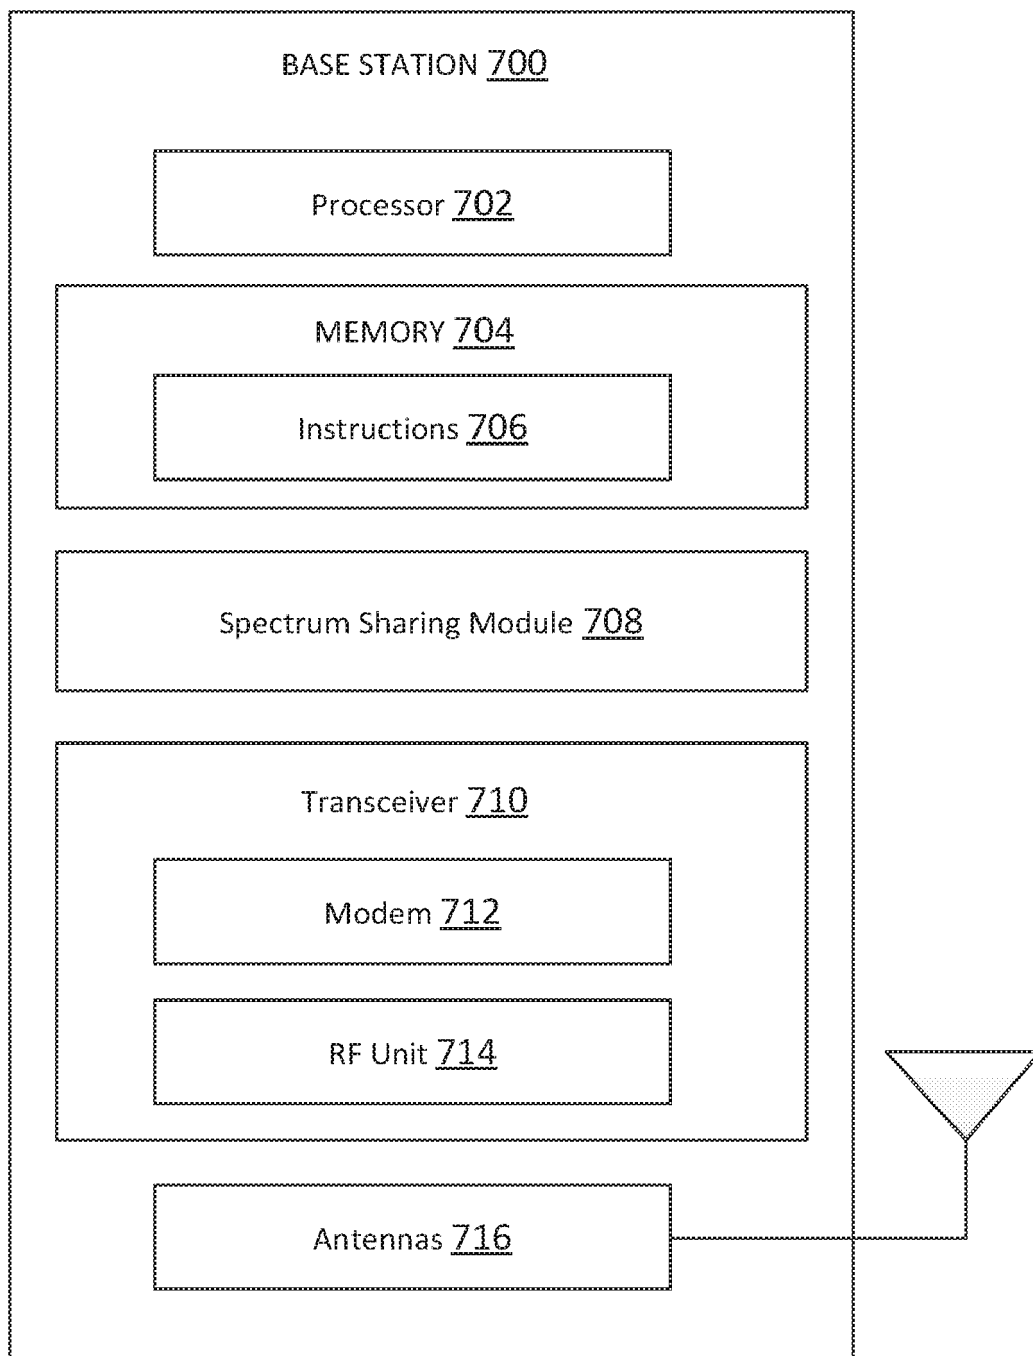 BASE STATION 700
Processor 702
MEMORY 704
Instructions 706
Spectrum Sharing Module 708
Transceiver 710
Modem 712
RF Unit 714
Antennas 716